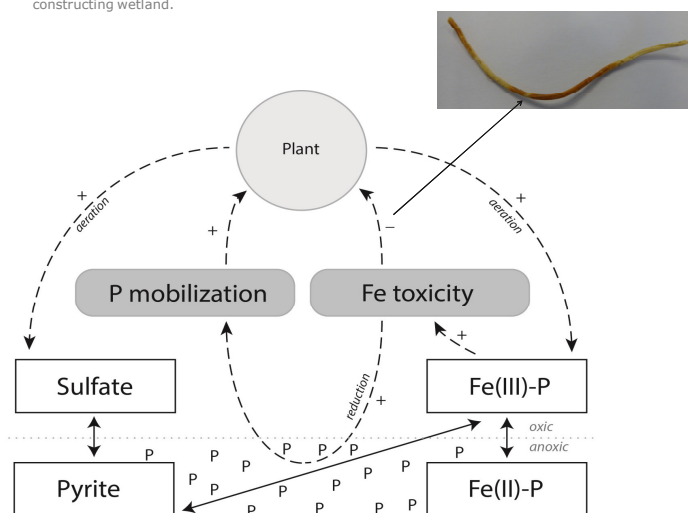 constructing wetland.
Plant
+
aeration
+
aeration
+
−
P mobilization
Fe toxicity
+
Sulfate
reduction
+
Fe(III)-P
oxic
anoxic
P P P P P P
P P P P
P P P
P P P P
Pyrite
Fe(II)-P